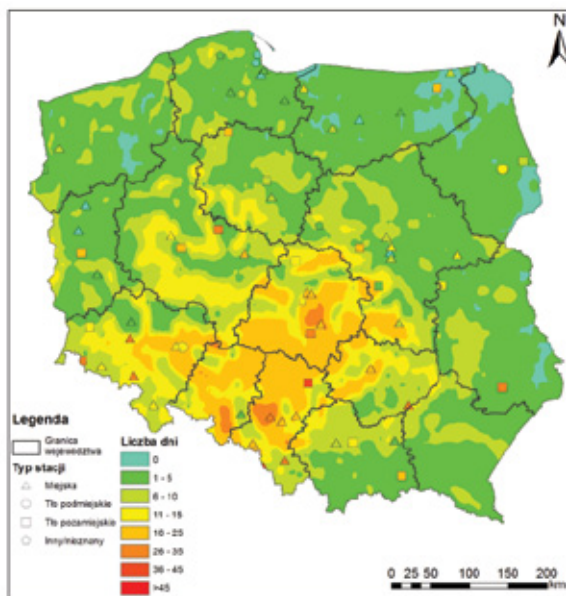 N
Legenda
Granica
województwa
Typ stacji
Miejska
Tło podmiejskie
Tło pozamiejskie
Inny/nieznany
Liczba dni
0
1 - 5
6 - 10
11 - 15
16 - 25
26 - 35
36 - 45
>45
0 25 50 100 150 200
km